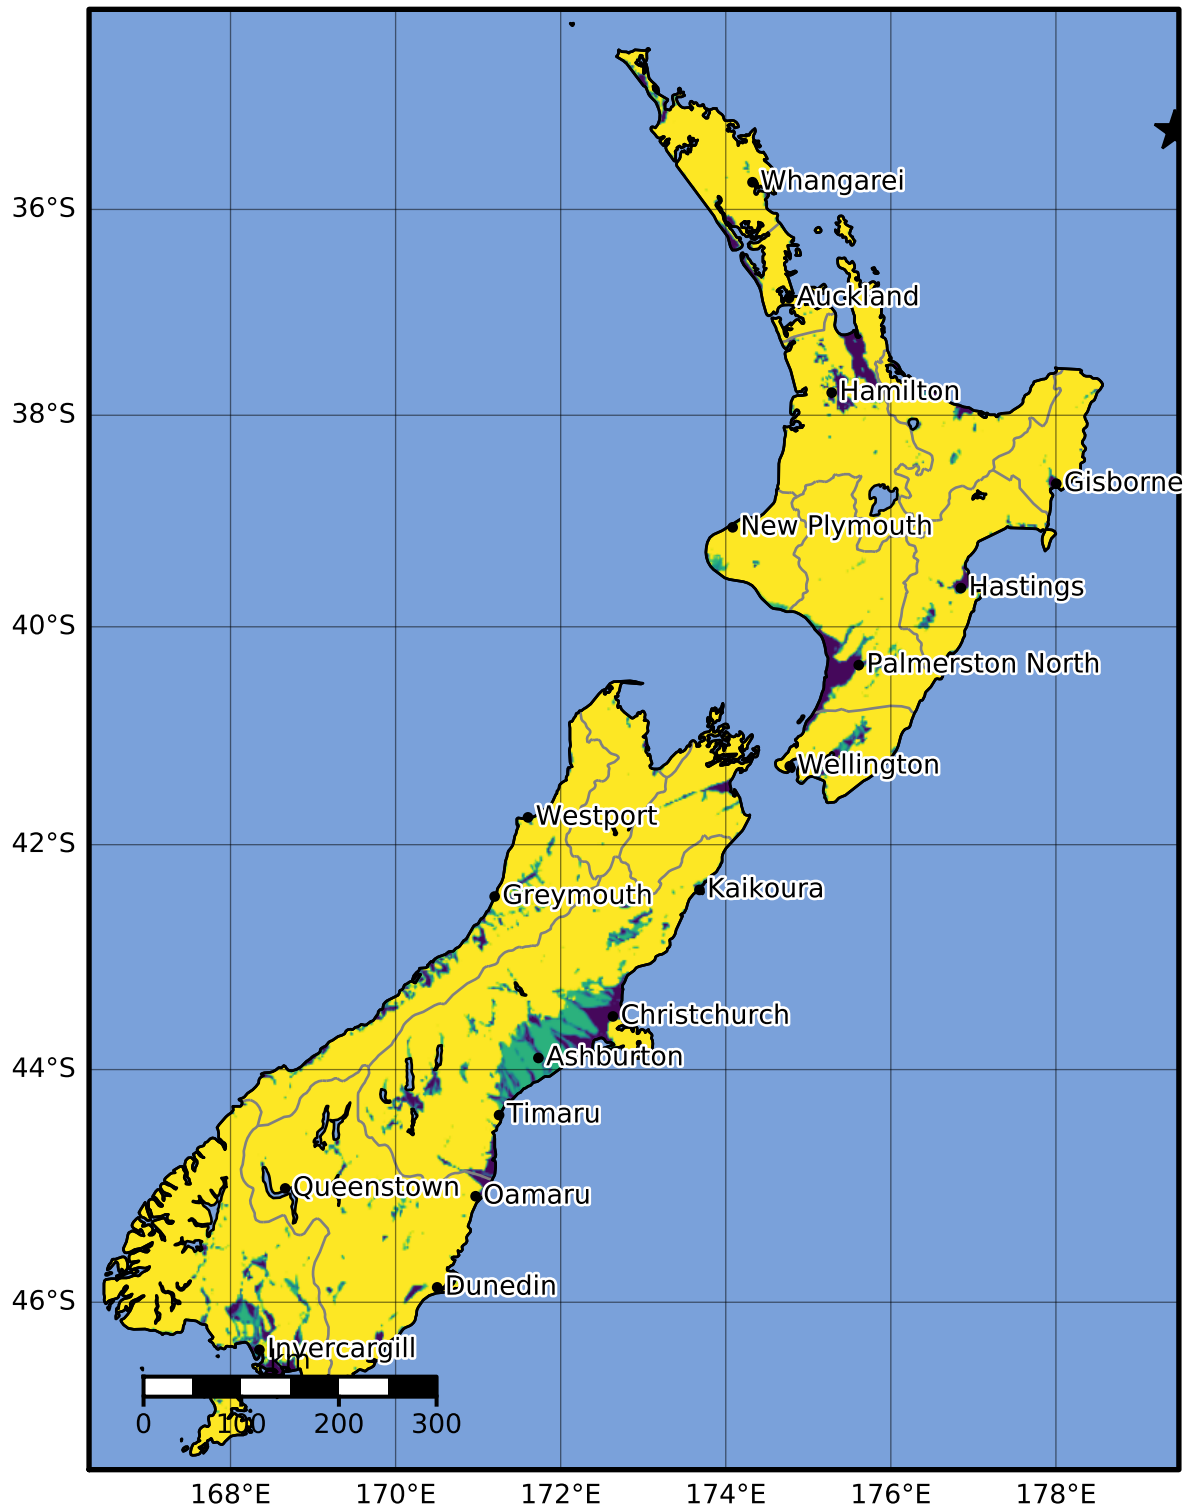 Whangarei
36°S
Auckland
Hamilton
38°S
Gisborne
New Plymouth
Hastings
40°S
Palmerston North
Wellington
Westport
42°S
Kaikoura
Greymouth
Christchurch
Ashburton
44°S
Timaru
Queenstown
Oamaru
Dunedin
46°S
Invercargill
km
0 100 200 300
168°E 170°E 172°E 174°E 176°E 178°E